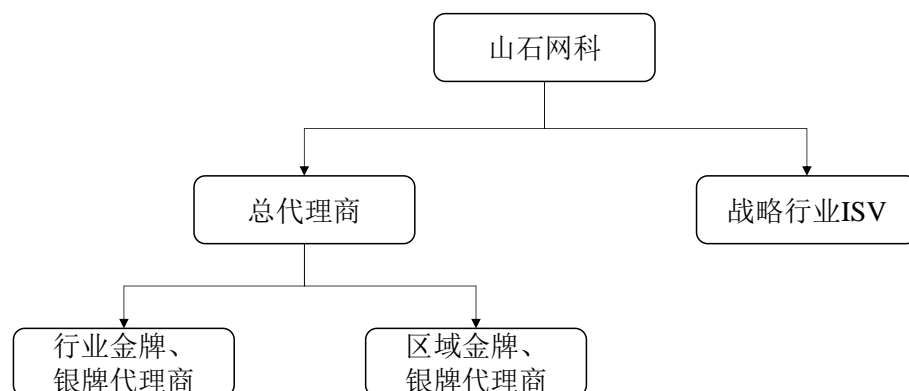 山石网科
总代理商
战略行业ISV
行业金牌、
银牌代理商
区域金牌、
银牌代理商